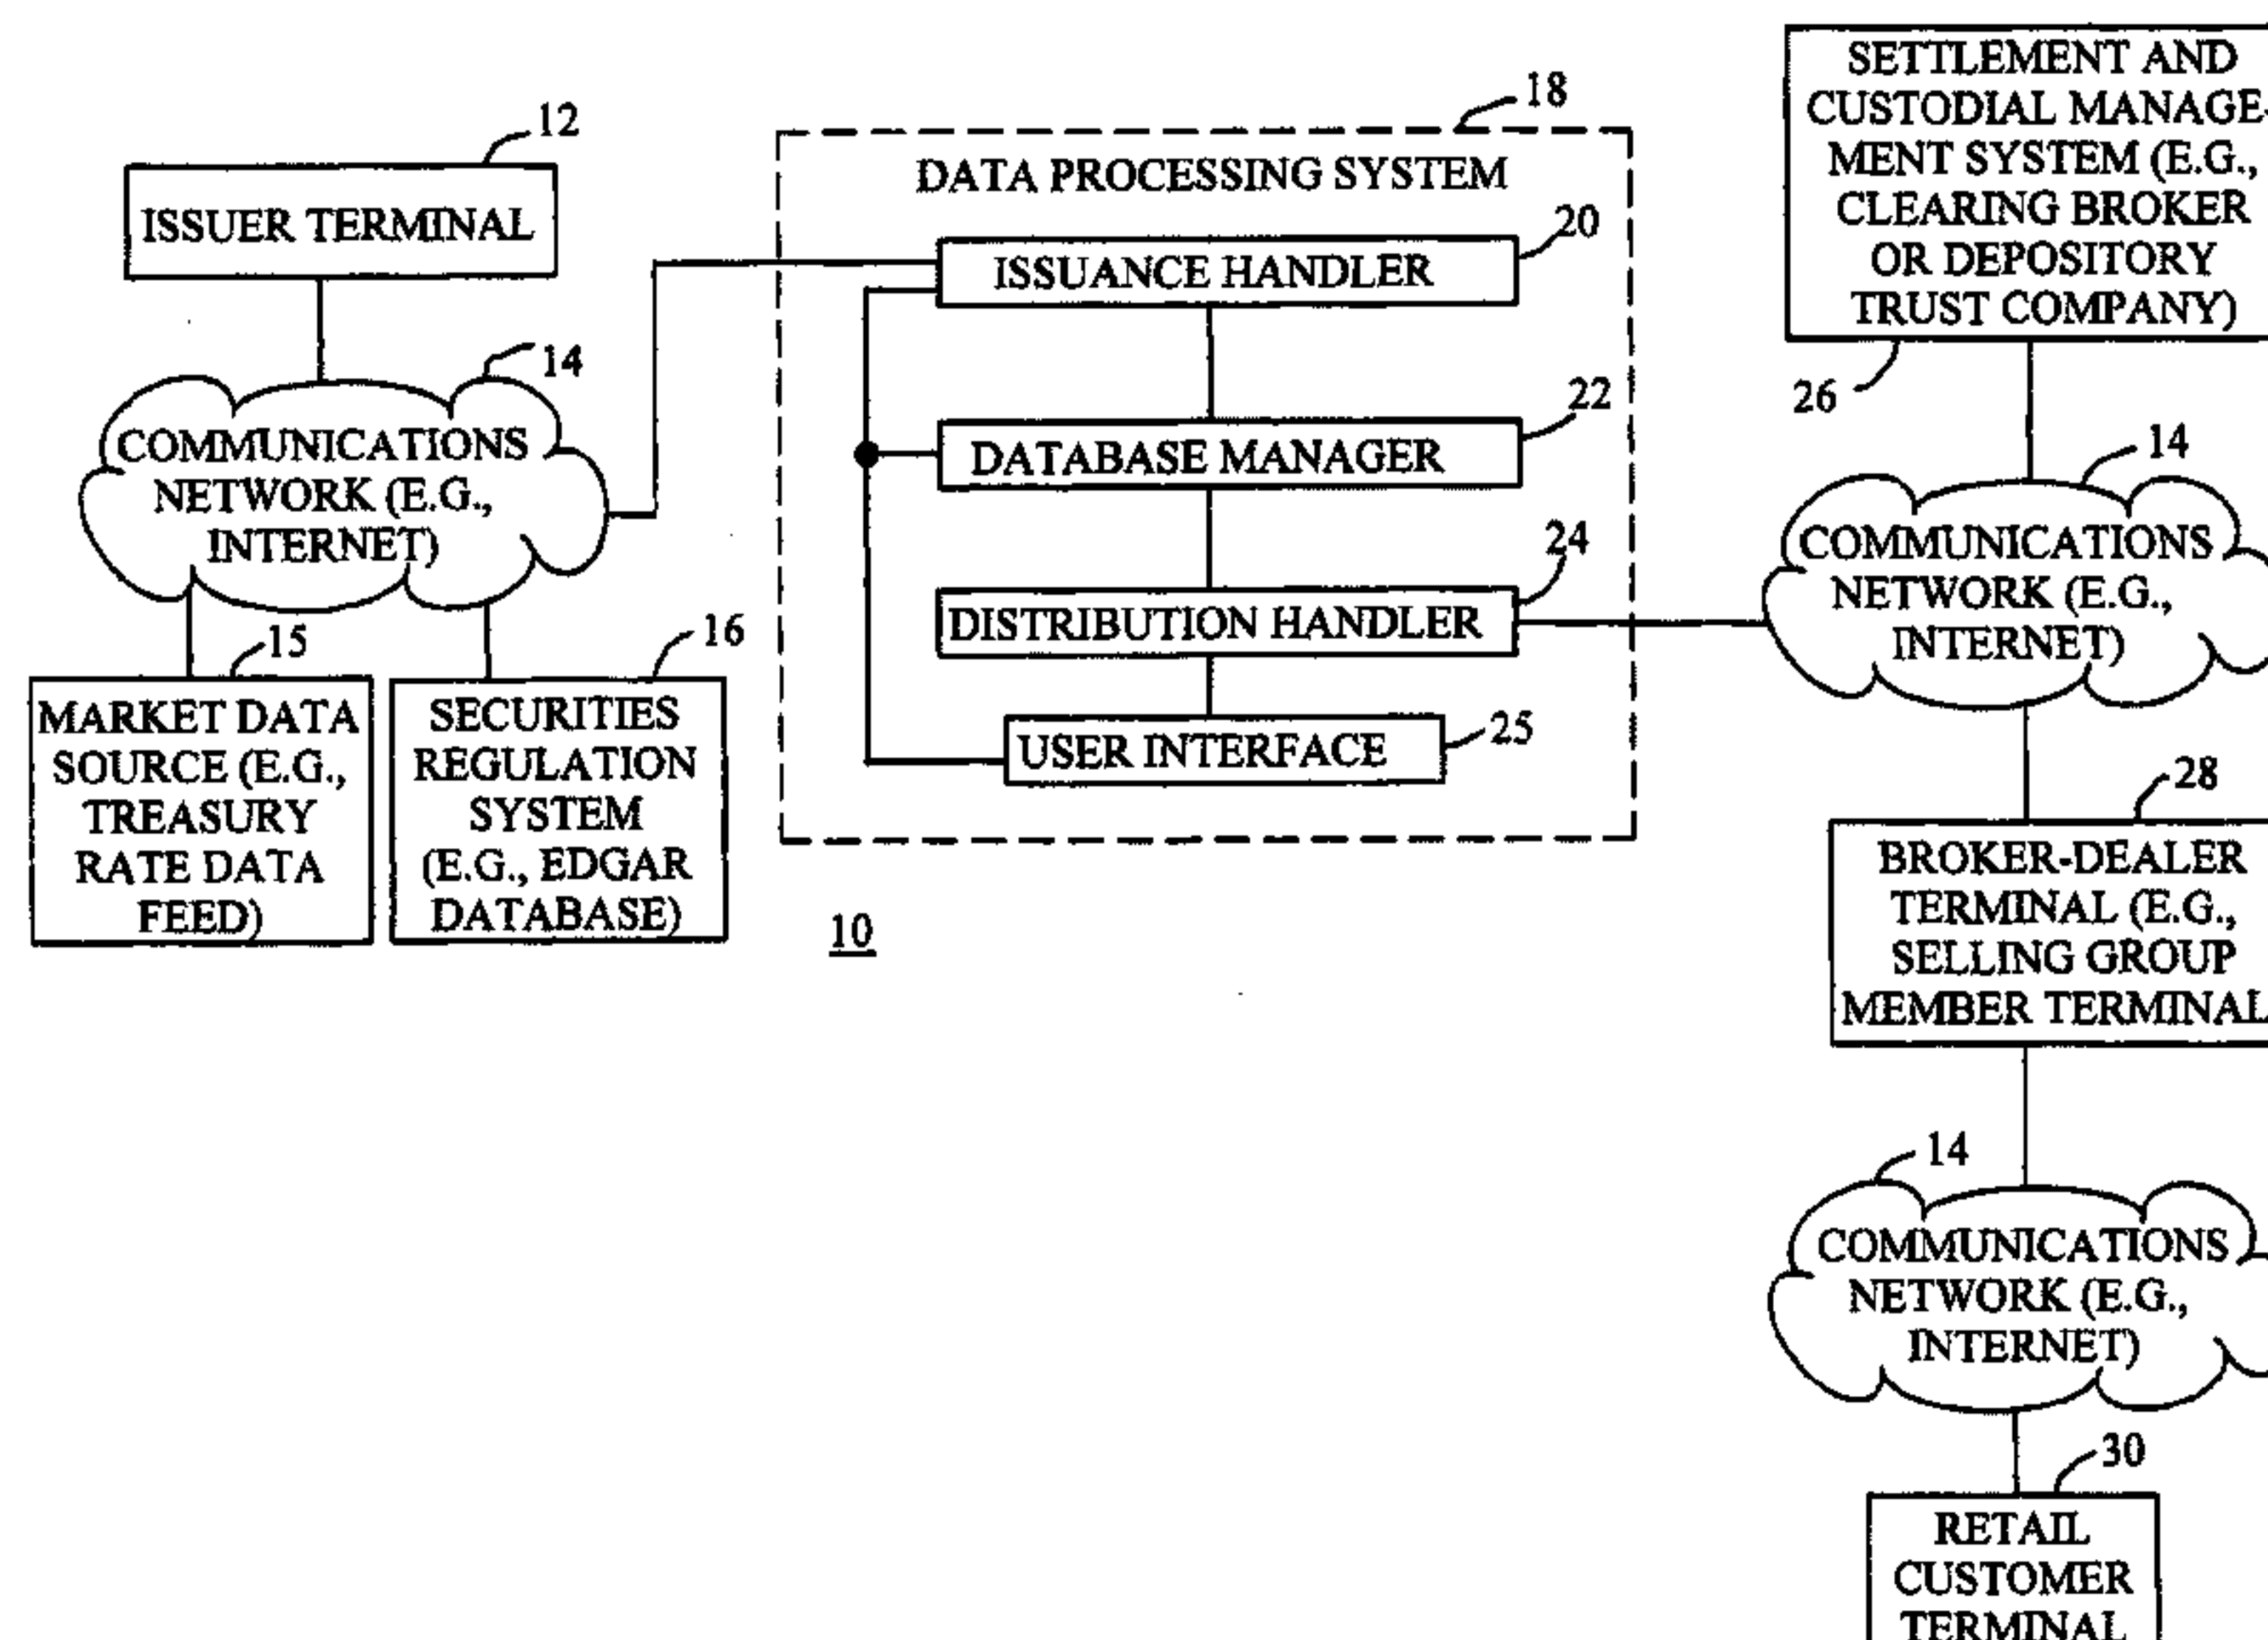 12
ISSUER TERMINAL
14
COMMUNICATIONS
NETWORK (E.G.,
INTERNET)
15
MARKET DATA
SOURCE (E.G.,
TREASURY
RATE DATA
FEED)
16
SECURITIES
REGULATION
SYSTEM
(E.G., EDGAR
DATABASE)
18
DATA PROCESSING SYSTEM
20
ISSUANCE HANDLER
22
DATABASE MANAGER
24
DISTRIBUTION HANDLER
25
USER INTERFACE
10
SETTLEMENT AND
CUSTODIAL MANAGE-
MENT SYSTEM (E.G.,
CLEARING BROKER
OR DEPOSITORY
TRUST COMPANY)
26
14
COMMUNICATIONS
NETWORK (E.G.,
INTERNET)
28
BROKER-DEALER
TERMINAL (E.G.,
SELLING GROUP
MEMBER TERMINAL
14
COMMUNICATIONS
NETWORK (E.G.,
INTERNET)
30
RETAIL
CUSTOMER
TERMINAL